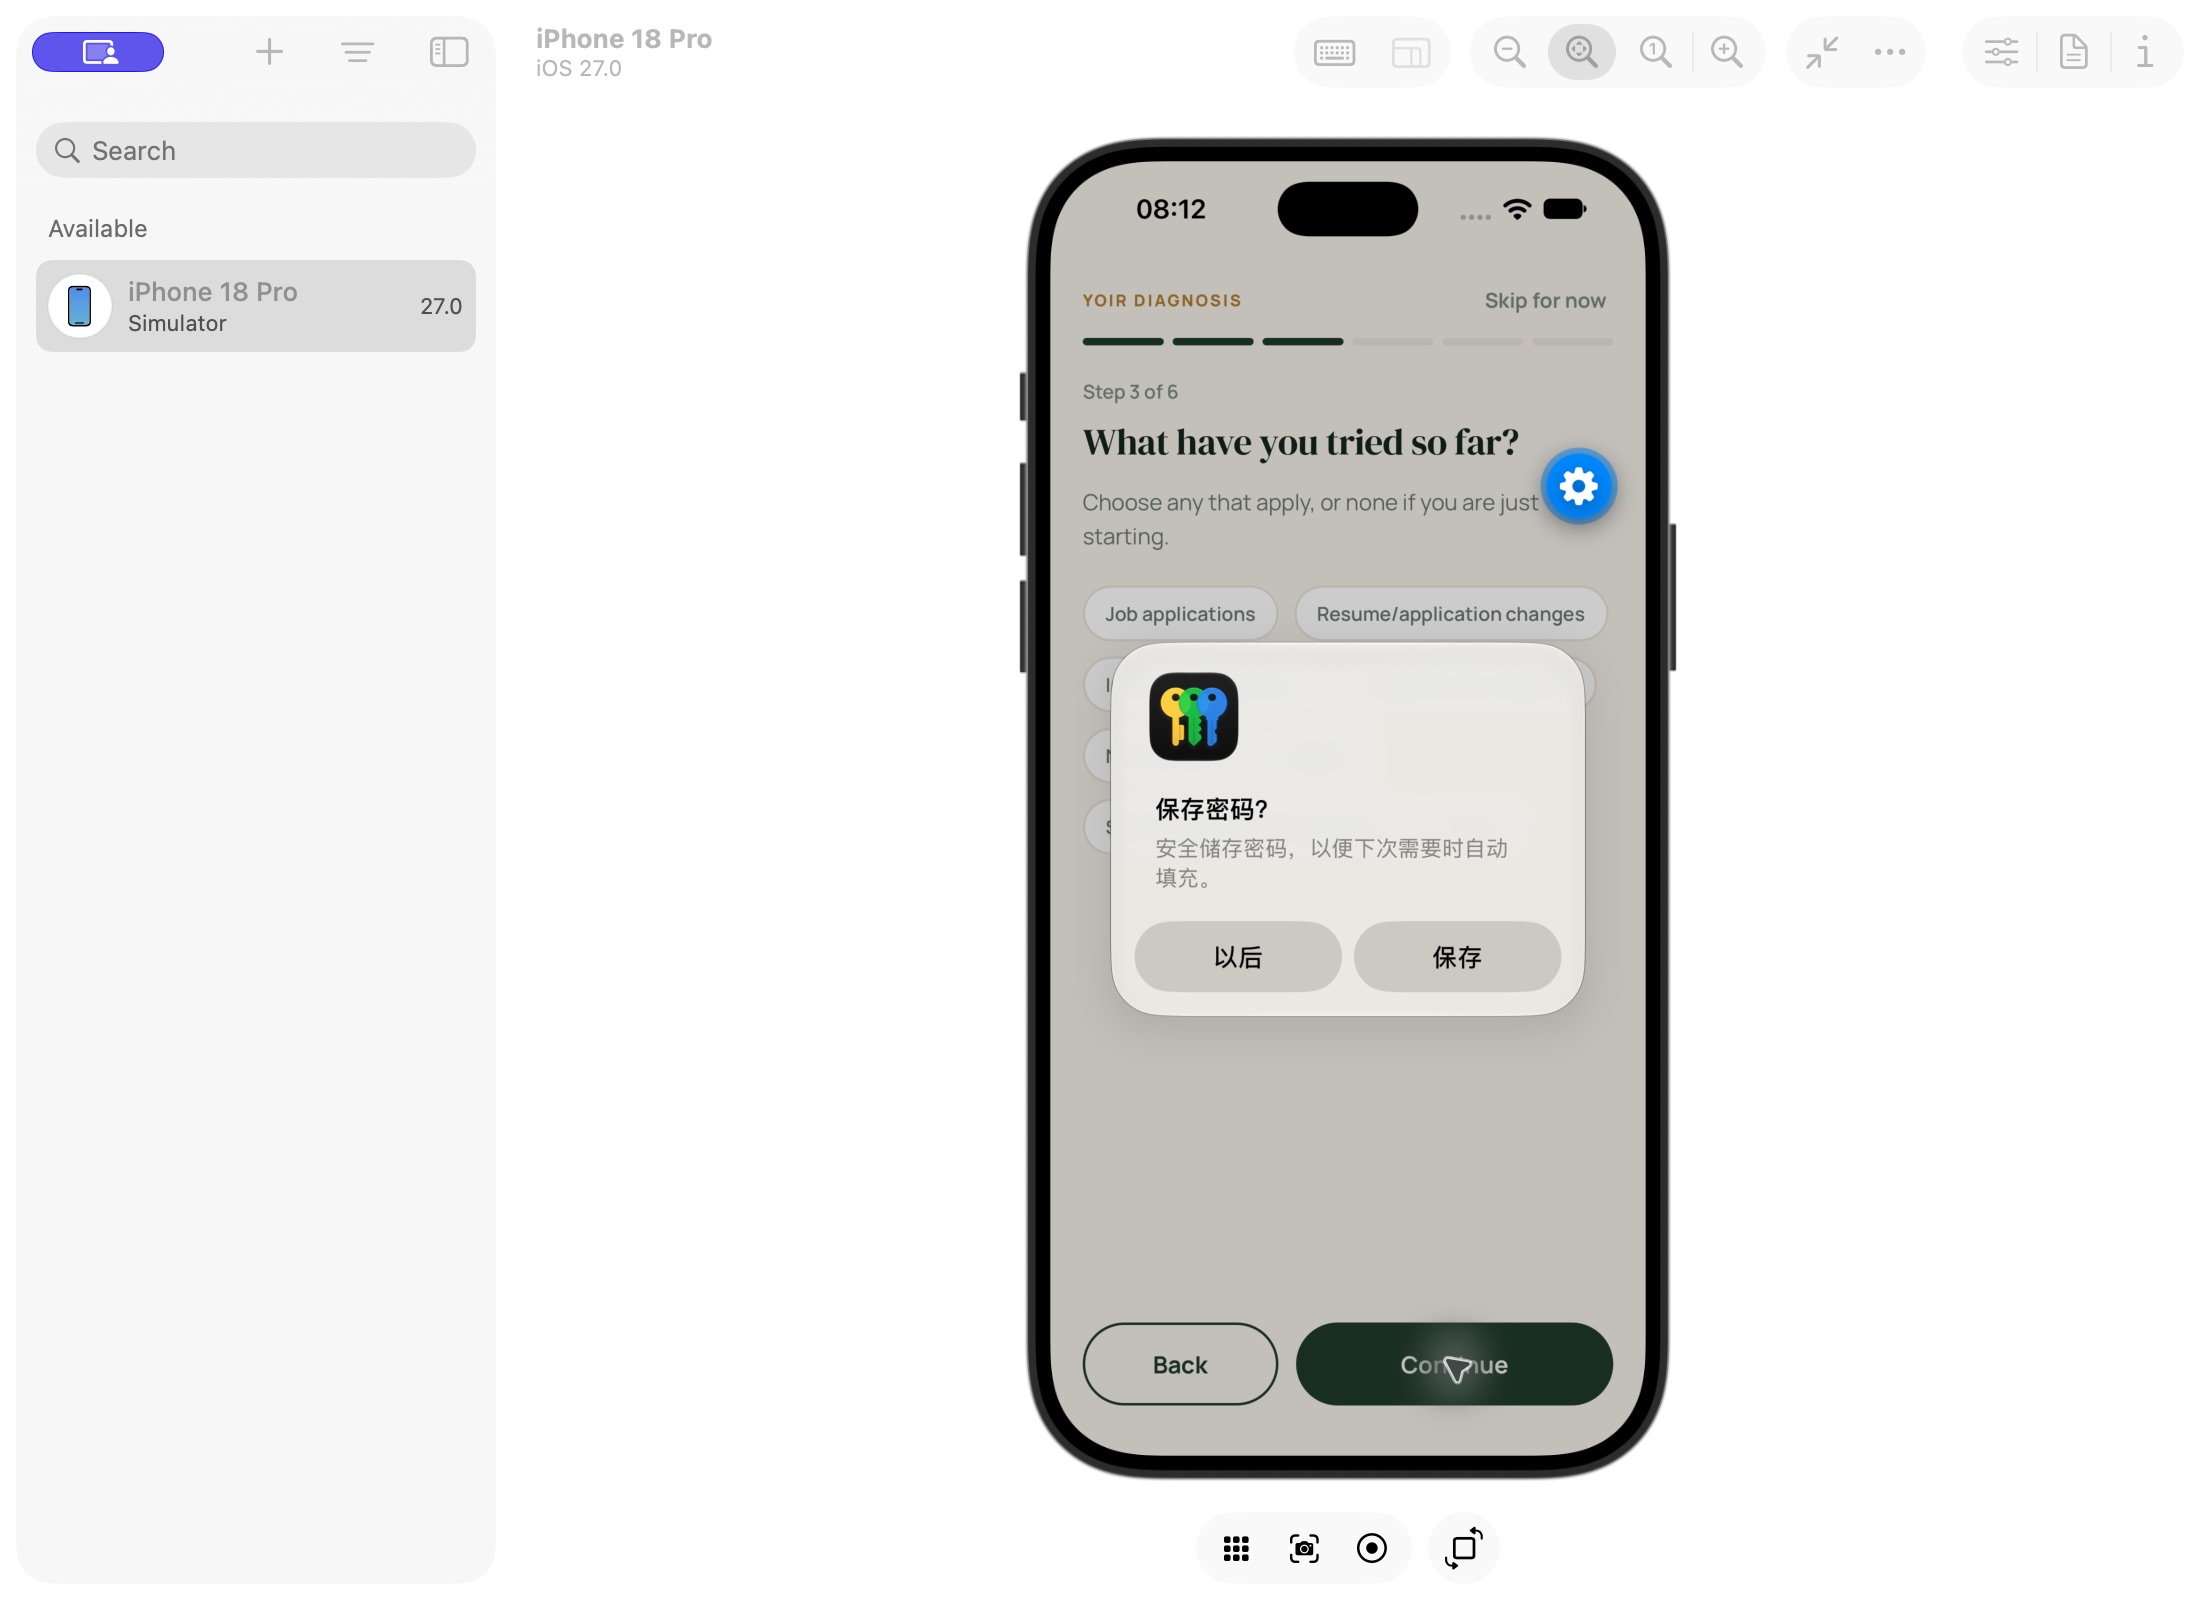 iPhone 18 Pro
iOS 27.0
Search
Available
iPhone 18 Pro
Simulator
27.0
08:12
YOIR DIAGNOSIS
Skip for now
Step 3 of 6
What have you tried so far?
Choose any that apply, or none if you are just
starting.
Job applications
Resume/application changes
保存密码?
安全储存密码，以便下次需要时自动
填充。
以后
保存
Back
Continue